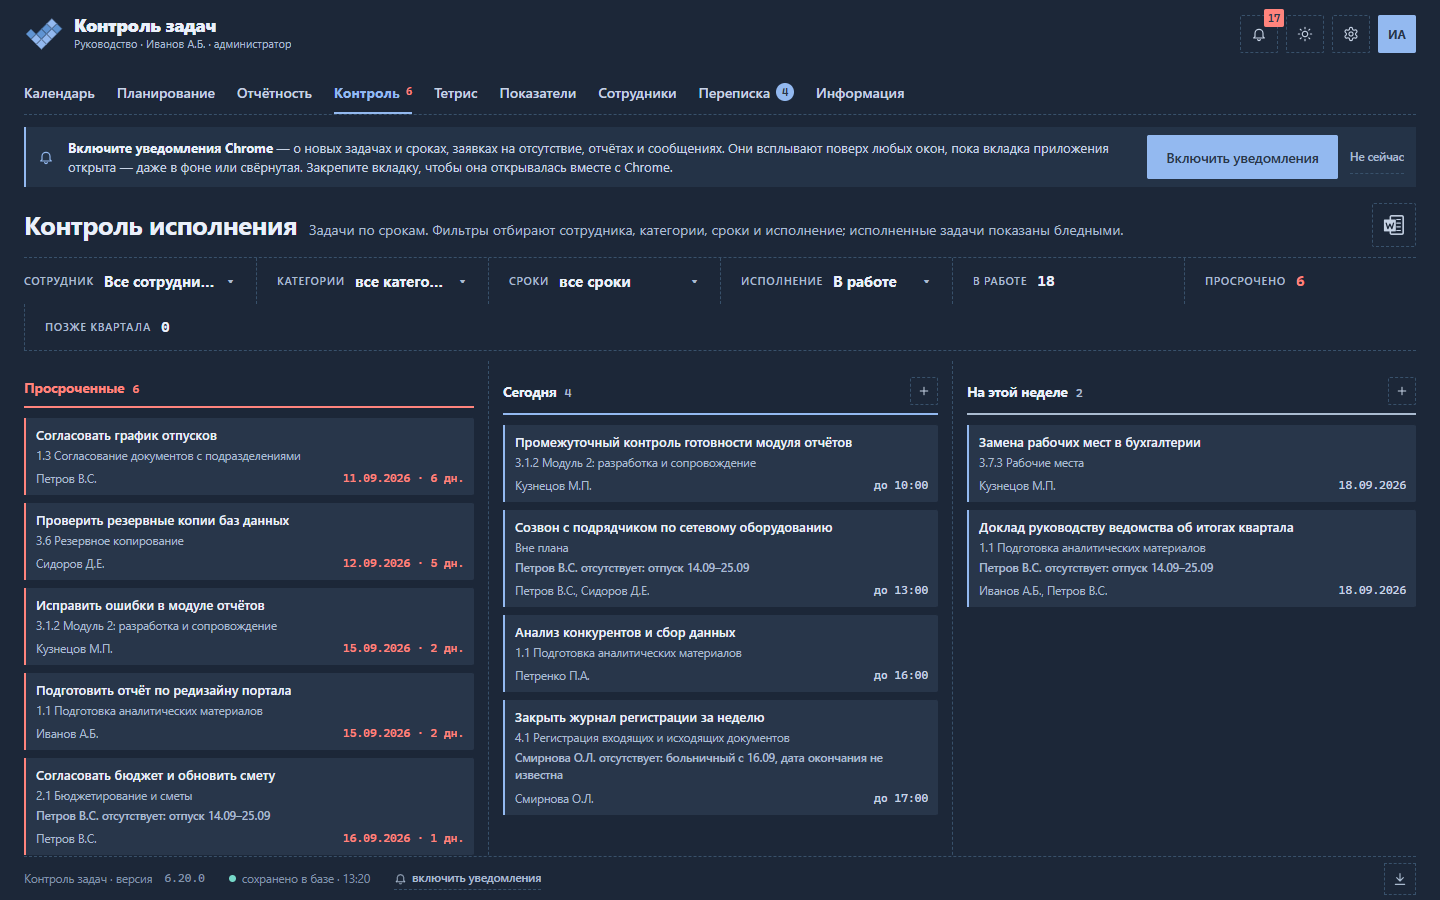 Контроль задач
Руководство · Иванов А.Б. · администратор
17
ИА
Календарь Планирование Отчётность Контроль 6 Тетрис Показатели Сотрудники Переписка 4 Информация
Включите уведомления Chrome — о новых задачах и сроках, заявках на отсутствие, отчётах и сообщениях. Они всплывают поверх любых окон, пока вкладка приложения
открыта — даже в фоне или свёрнутая. Закрепите вкладку, чтобы она открывалась вместе с Chrome.
Включить уведомления
Не сейчас
Контроль исполнения Задачи по срокам. Фильтры отбирают сотрудника, категории, сроки и исполнение; исполненные задачи показаны бледными.
СОТРУДНИК Все сотрудни... КАТЕГОРИИ все катего... СРОКИ все сроки ИСПОЛНЕНИЕ В работе В РАБОТЕ 18 ПРОСРОЧЕНО 6
ПОЗЖЕ КВАРТАЛА 0
Просроченные 6
Согласовать график отпусков
1.3 Согласование документов с подразделениями
Петров В.С. 11.09.2026 · 6 дн.
Проверить резервные копии баз данных
3.6 Резервное копирование
Сидоров Д.Е. 12.09.2026 · 5 дн.
Исправить ошибки в модуле отчётов
3.1.2 Модуль 2: разработка и сопровождение
Кузнецов М.П. 15.09.2026 · 2 дн.
Подготовить отчёт по редизайну портала
1.1 Подготовка аналитических материалов
Иванов А.Б. 15.09.2026 · 2 дн.
Согласовать бюджет и обновить смету
2.1 Бюджетирование и сметы
Петров В.С. отсутствует: отпуск 14.09–25.09
Петров В.С. 16.09.2026 · 1 дн.
Сегодня 4
Промежуточный контроль готовности модуля отчётов
3.1.2 Модуль 2: разработка и сопровождение
Кузнецов М.П. до 10:00
Созвон с подрядчиком по сетевому оборудованию
Вне плана
Петров В.С. отсутствует: отпуск 14.09–25.09
Петров В.С., Сидоров Д.Е. до 13:00
Анализ конкурентов и сбор данных
1.1 Подготовка аналитических материалов
Петренко П.А. до 16:00
Закрыть журнал регистрации за неделю
4.1 Регистрация входящих и исходящих документов
Смирнова О.Л. отсутствует: больничный с 16.09, дата окончания не
известна
Смирнова О.Л. до 17:00
На этой неделе 2
Замена рабочих мест в бухгалтерии
3.7.3 Рабочие места
Кузнецов М.П. 18.09.2026
Доклад руководству ведомства об итогах квартала
1.1 Подготовка аналитических материалов
Петров В.С. отсутствует: отпуск 14.09–25.09
Иванов А.Б., Петров В.С. 18.09.2026
Контроль задач · версия 6.20.0 сохранено в базе · 13:20 включить уведомления